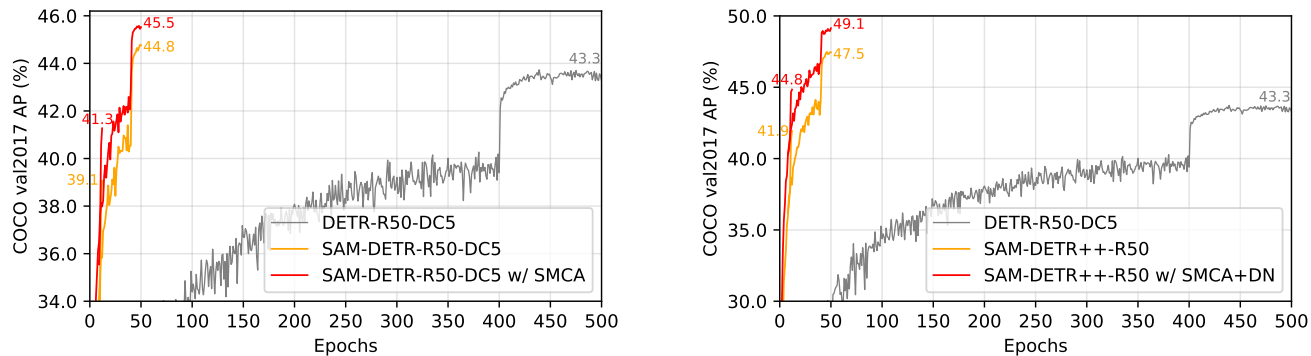 46.0
44.0
42.0
40.0
38.0
36.0
34.0
COCO val2017 AP (%)
45.5
44.8
43.3
41.3
39.1
DETR-R50-DC5
SAM-DETR-R50-DC5
SAM-DETR-R50-DC5 w/ SMCA
0 50 100 150 200 250 300 350 400 450 500
Epochs
50.0
45.0
40.0
35.0
30.0
COCO val2017 AP (%)
49.1
47.5
44.8
43.3
41.9
DETR-R50-DC5
SAM-DETR++-R50
SAM-DETR++-R50 w/ SMCA+DN
0 50 100 150 200 250 300 350 400 450 500
Epochs